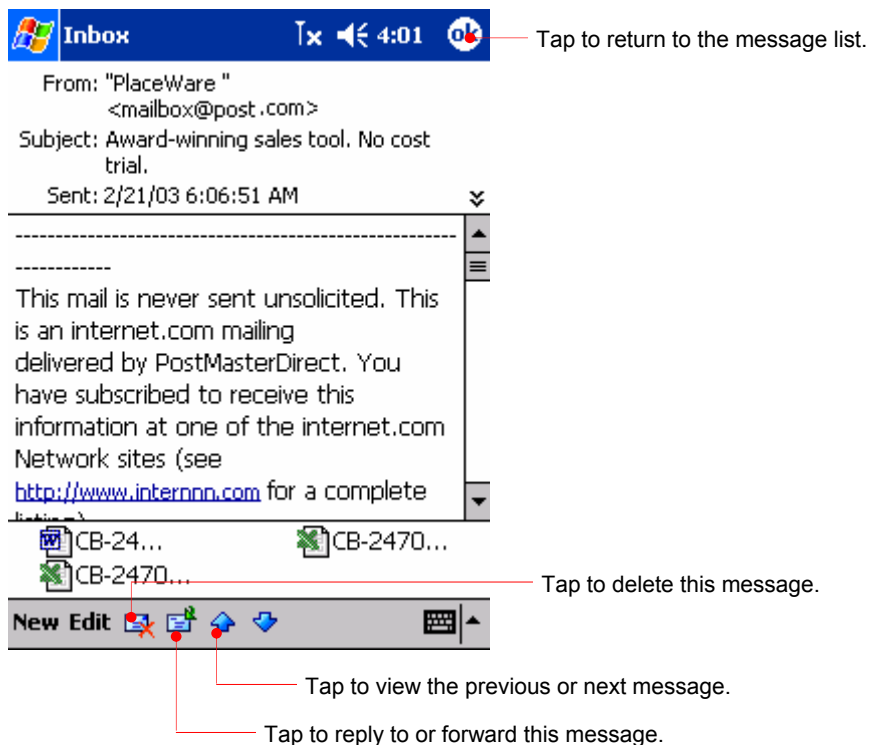 Inbox 4:01 ok
Tap to return to the message list.
From: "PlaceWare "
<mailbox@post.com>
Subject: Award-winning sales tool. No cost
trial.
Sent: 2/21/03 6:06:51 AM
--------------------------------------------------------
------------
This mail is never sent unsolicited. This
is an internet.com mailing
delivered by PostMasterDirect. You
have subscribed to receive this
information at one of the internet.com
Network sites (see
http://www.internnn.com for a complete
CB-24... CB-2470...
CB-2470...
Tap to delete this message.
New Edit
Tap to view the previous or next message.
Tap to reply to or forward this message.